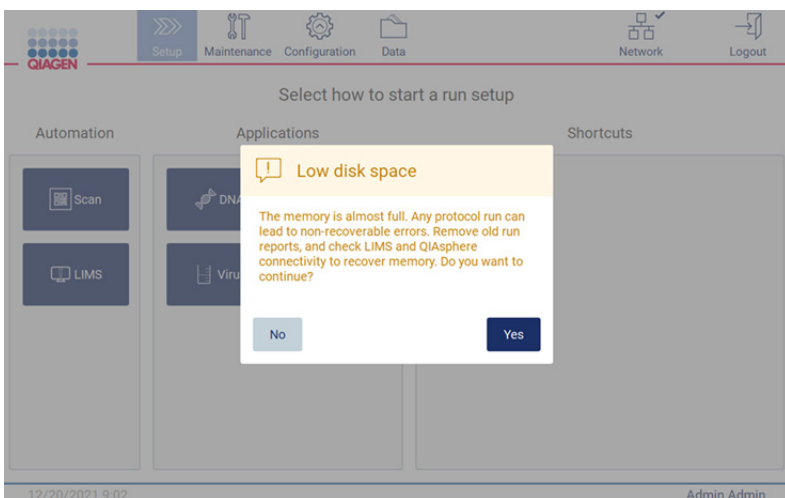 QIAGEN
Setup
Maintenance
Configuration
Data
Network
Logout
Select how to start a run setup
Automation
Applications
Shortcuts
Scan
DNA
LIMS
Viru
Low disk space
The memory is almost full. Any protocol run can
lead to non-recoverable errors. Remove old run
reports, and check LIMS and QIAsphere
connectivity to recover memory. Do you want to
continue?
No
Yes
12/20/2021 9:02
Admin Admin